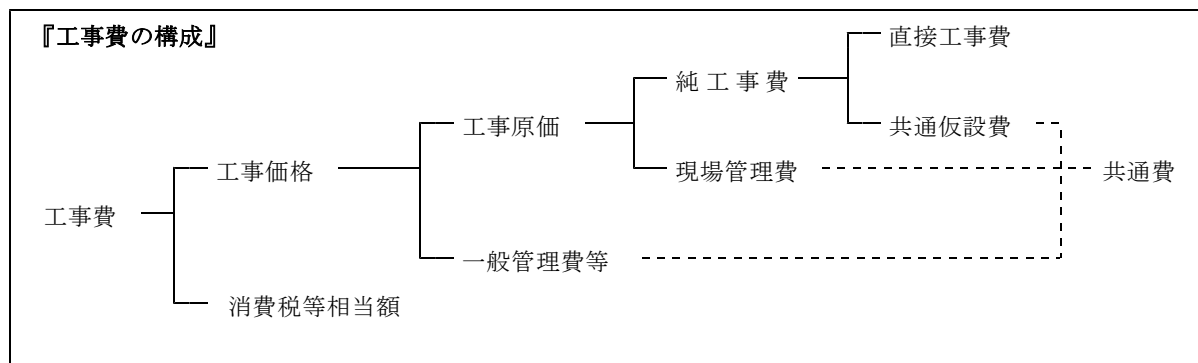 『工事費の構成』
直接工事費
純工事費
工事原価
共通仮設費
工事価格
現場管理費
共通費
工事費
一般管理費等
消費税等相当額